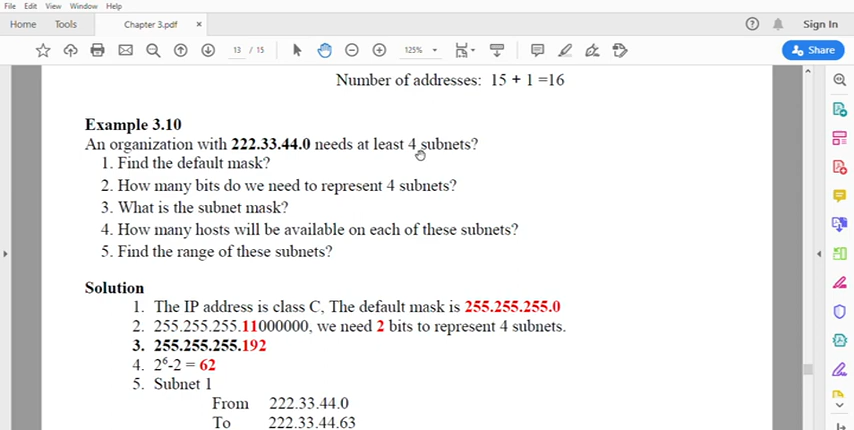 File Edit View Window Help
Home Tools Chapter 3.pdf × Sign In
13 / 15 125% Share
Number of addresses: 15 + 1 =16
Example 3.10
An organization with 222.33.44.0 needs at least 4 subnets?
1. Find the default mask?
2. How many bits do we need to represent 4 subnets?
3. What is the subnet mask?
4. How many hosts will be available on each of these subnets?
5. Find the range of these subnets?
Solution
1. The IP address is class C, The default mask is 255.255.255.0
2. 255.255.255.11000000, we need 2 bits to represent 4 subnets.
3. 255.255.255.192
4. 2⁶-2 = 62
5. Subnet 1
From 222.33.44.0
To 222.33.44.63